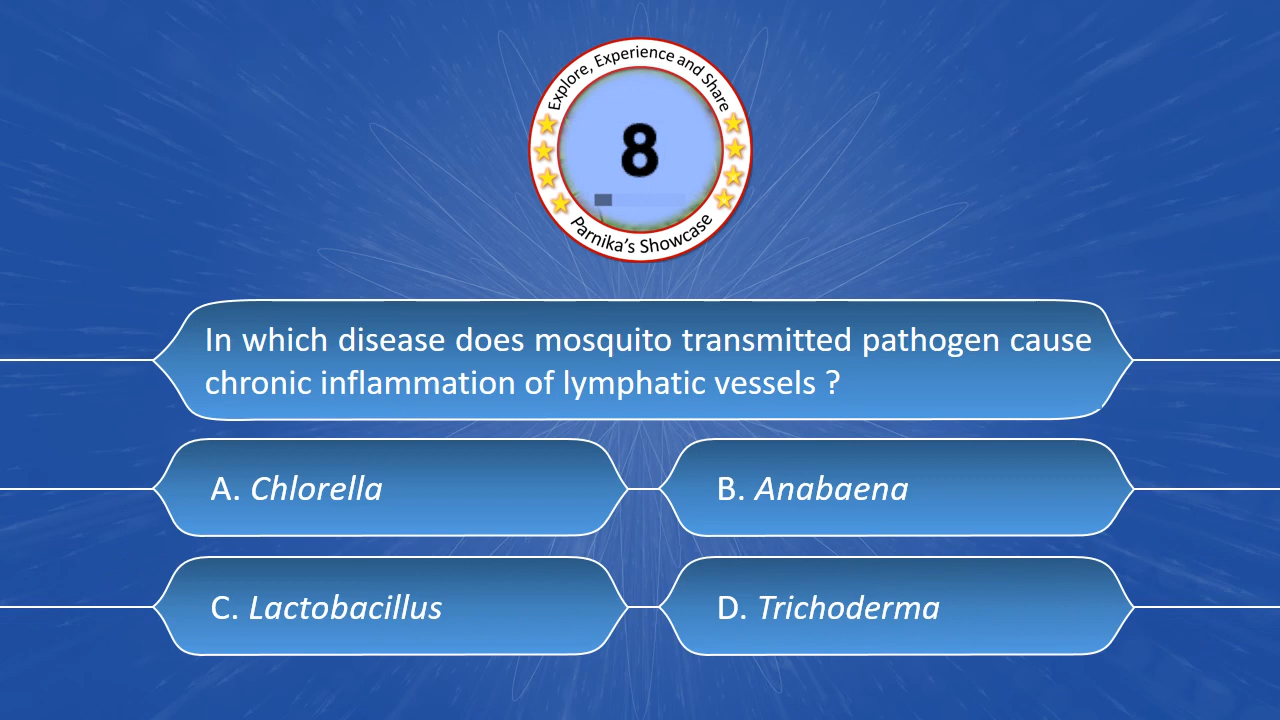 Explore, Experience and Share
8
Parnika's Showcase
In which disease does mosquito transmitted pathogen cause
chronic inflammation of lymphatic vessels ?
A. Chlorella
B. Anabaena
C. Lactobacillus
D. Trichoderma